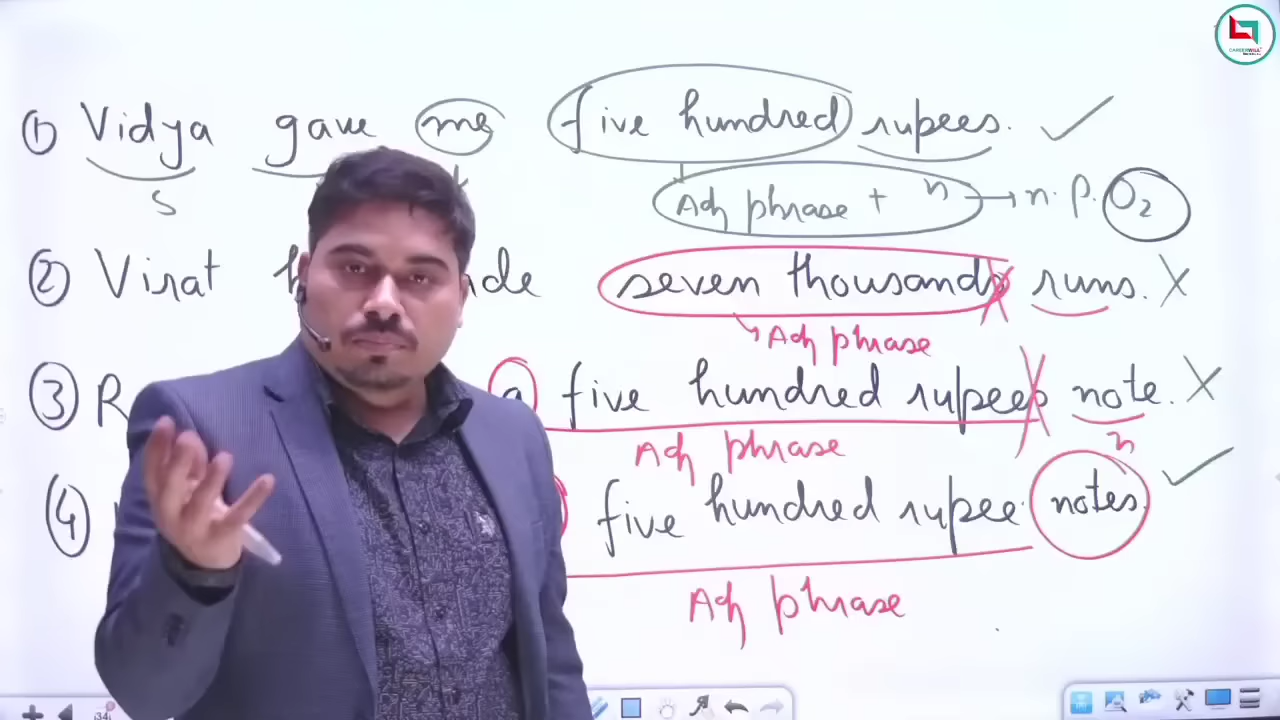 CAREERWILL
① Vidya gave me five hundred rupees. ✓
S
Adj phrase + n → n. P. O₂
② Virat seven thousands runs. X
Adj phrase
③ a five hundred rupees note. X
Adj phrase n
④ five hundred rupee notes. ✓
Adj phrase